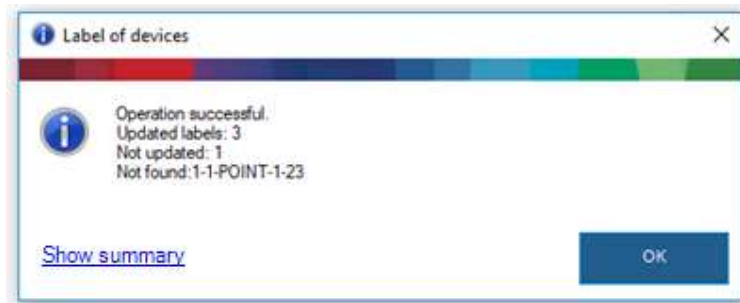 Label of devices
Operation successful.
Updated labels: 3
Not updated: 1
Not found:1-1-POINT-1-23
Show summary
OK